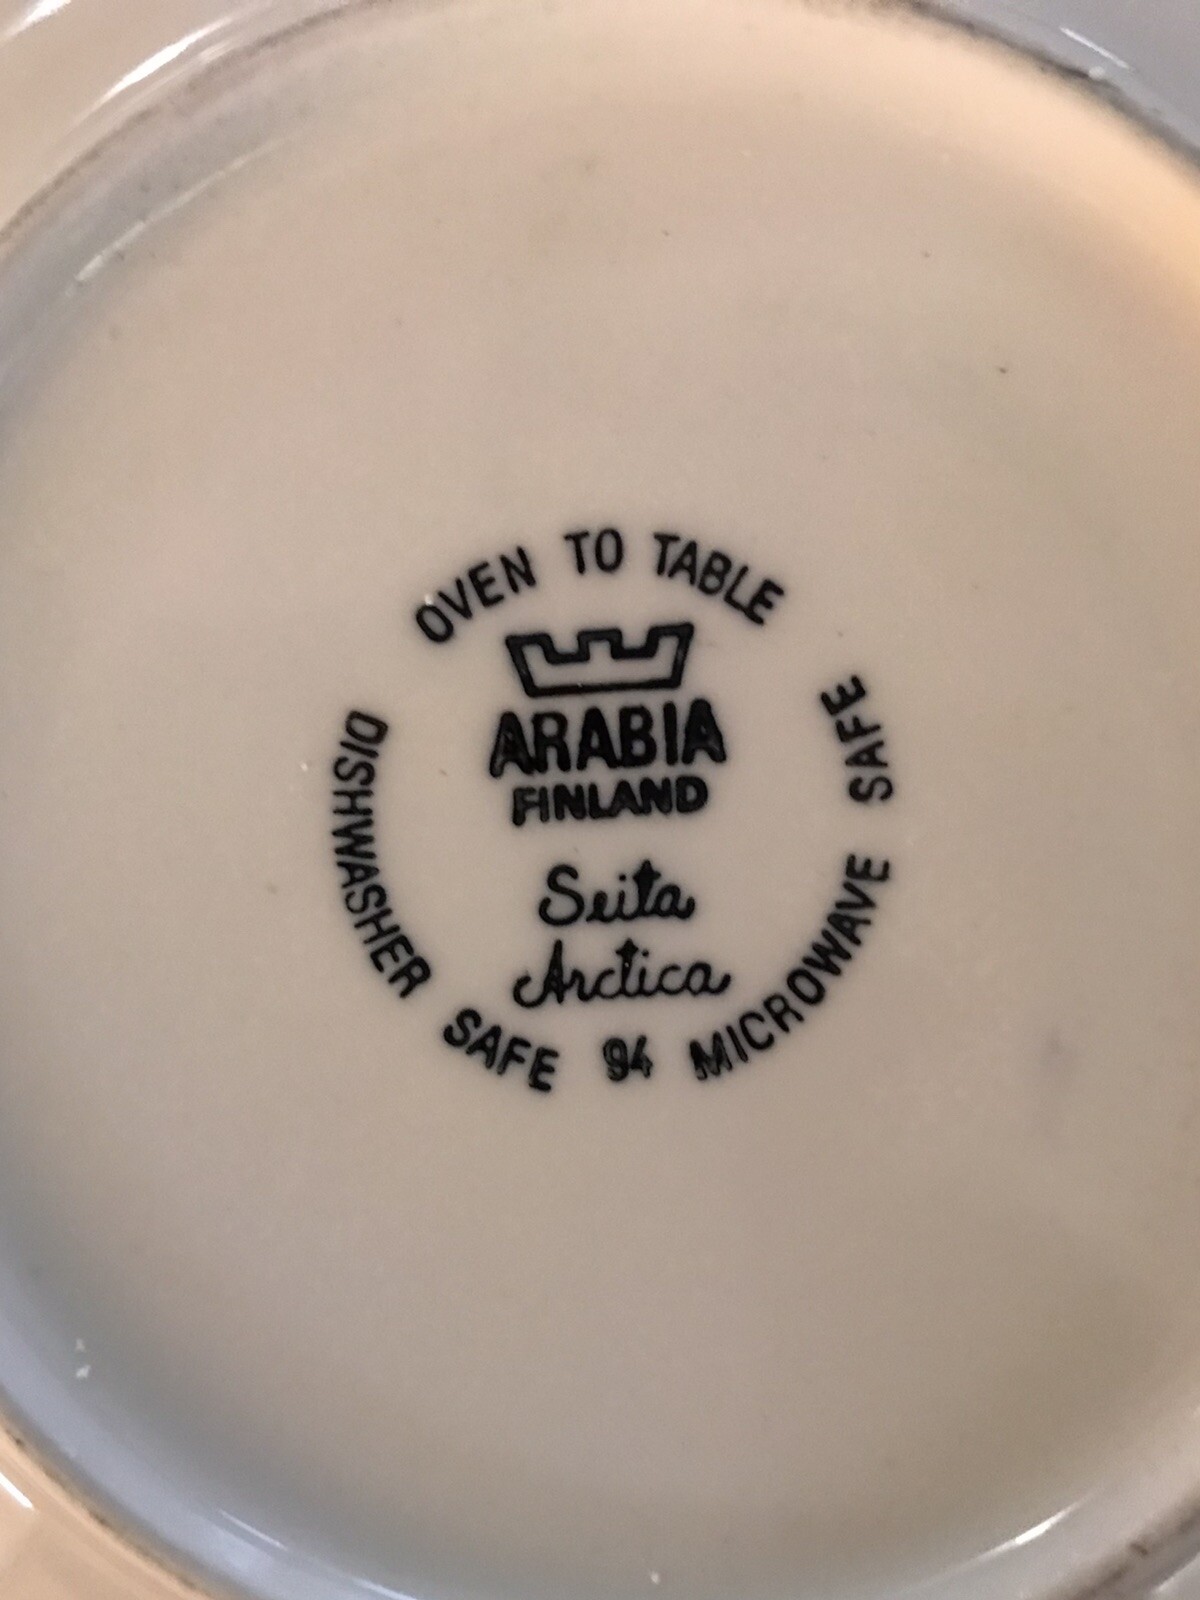 OVEN TO TABLE
ARABIA
FINLAND
Seita
Arctica
DISHWASHER SAFE 94 MICROWAVE SAFE